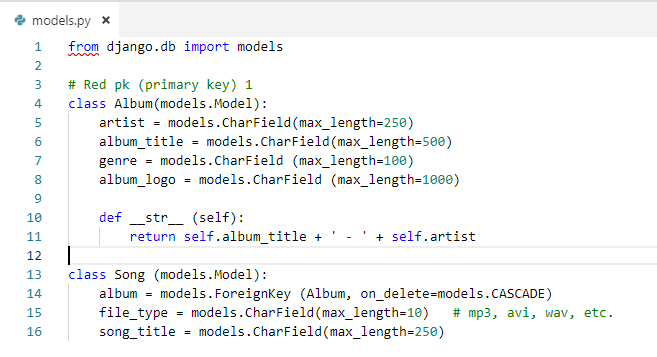 models.py ×
1 from django.db import models
2
3 # Red pk (primary key) 1
4 class Album(models.Model):
5     artist = models.CharField(max_length=250)
6     album_title = models.CharField(max_length=500)
7     genre = models.CharField (max_length=100)
8     album_logo = models.CharField (max_length=1000)
9
10     def __str__ (self):
11         return self.album_title + ' - ' + self.artist
12
13 class Song (models.Model):
14     album = models.ForeignKey (Album, on_delete=models.CASCADE)
15     file_type = models.CharField(max_length=10)   # mp3, avi, wav, etc.
16     song_title = models.CharField(max_length=250)